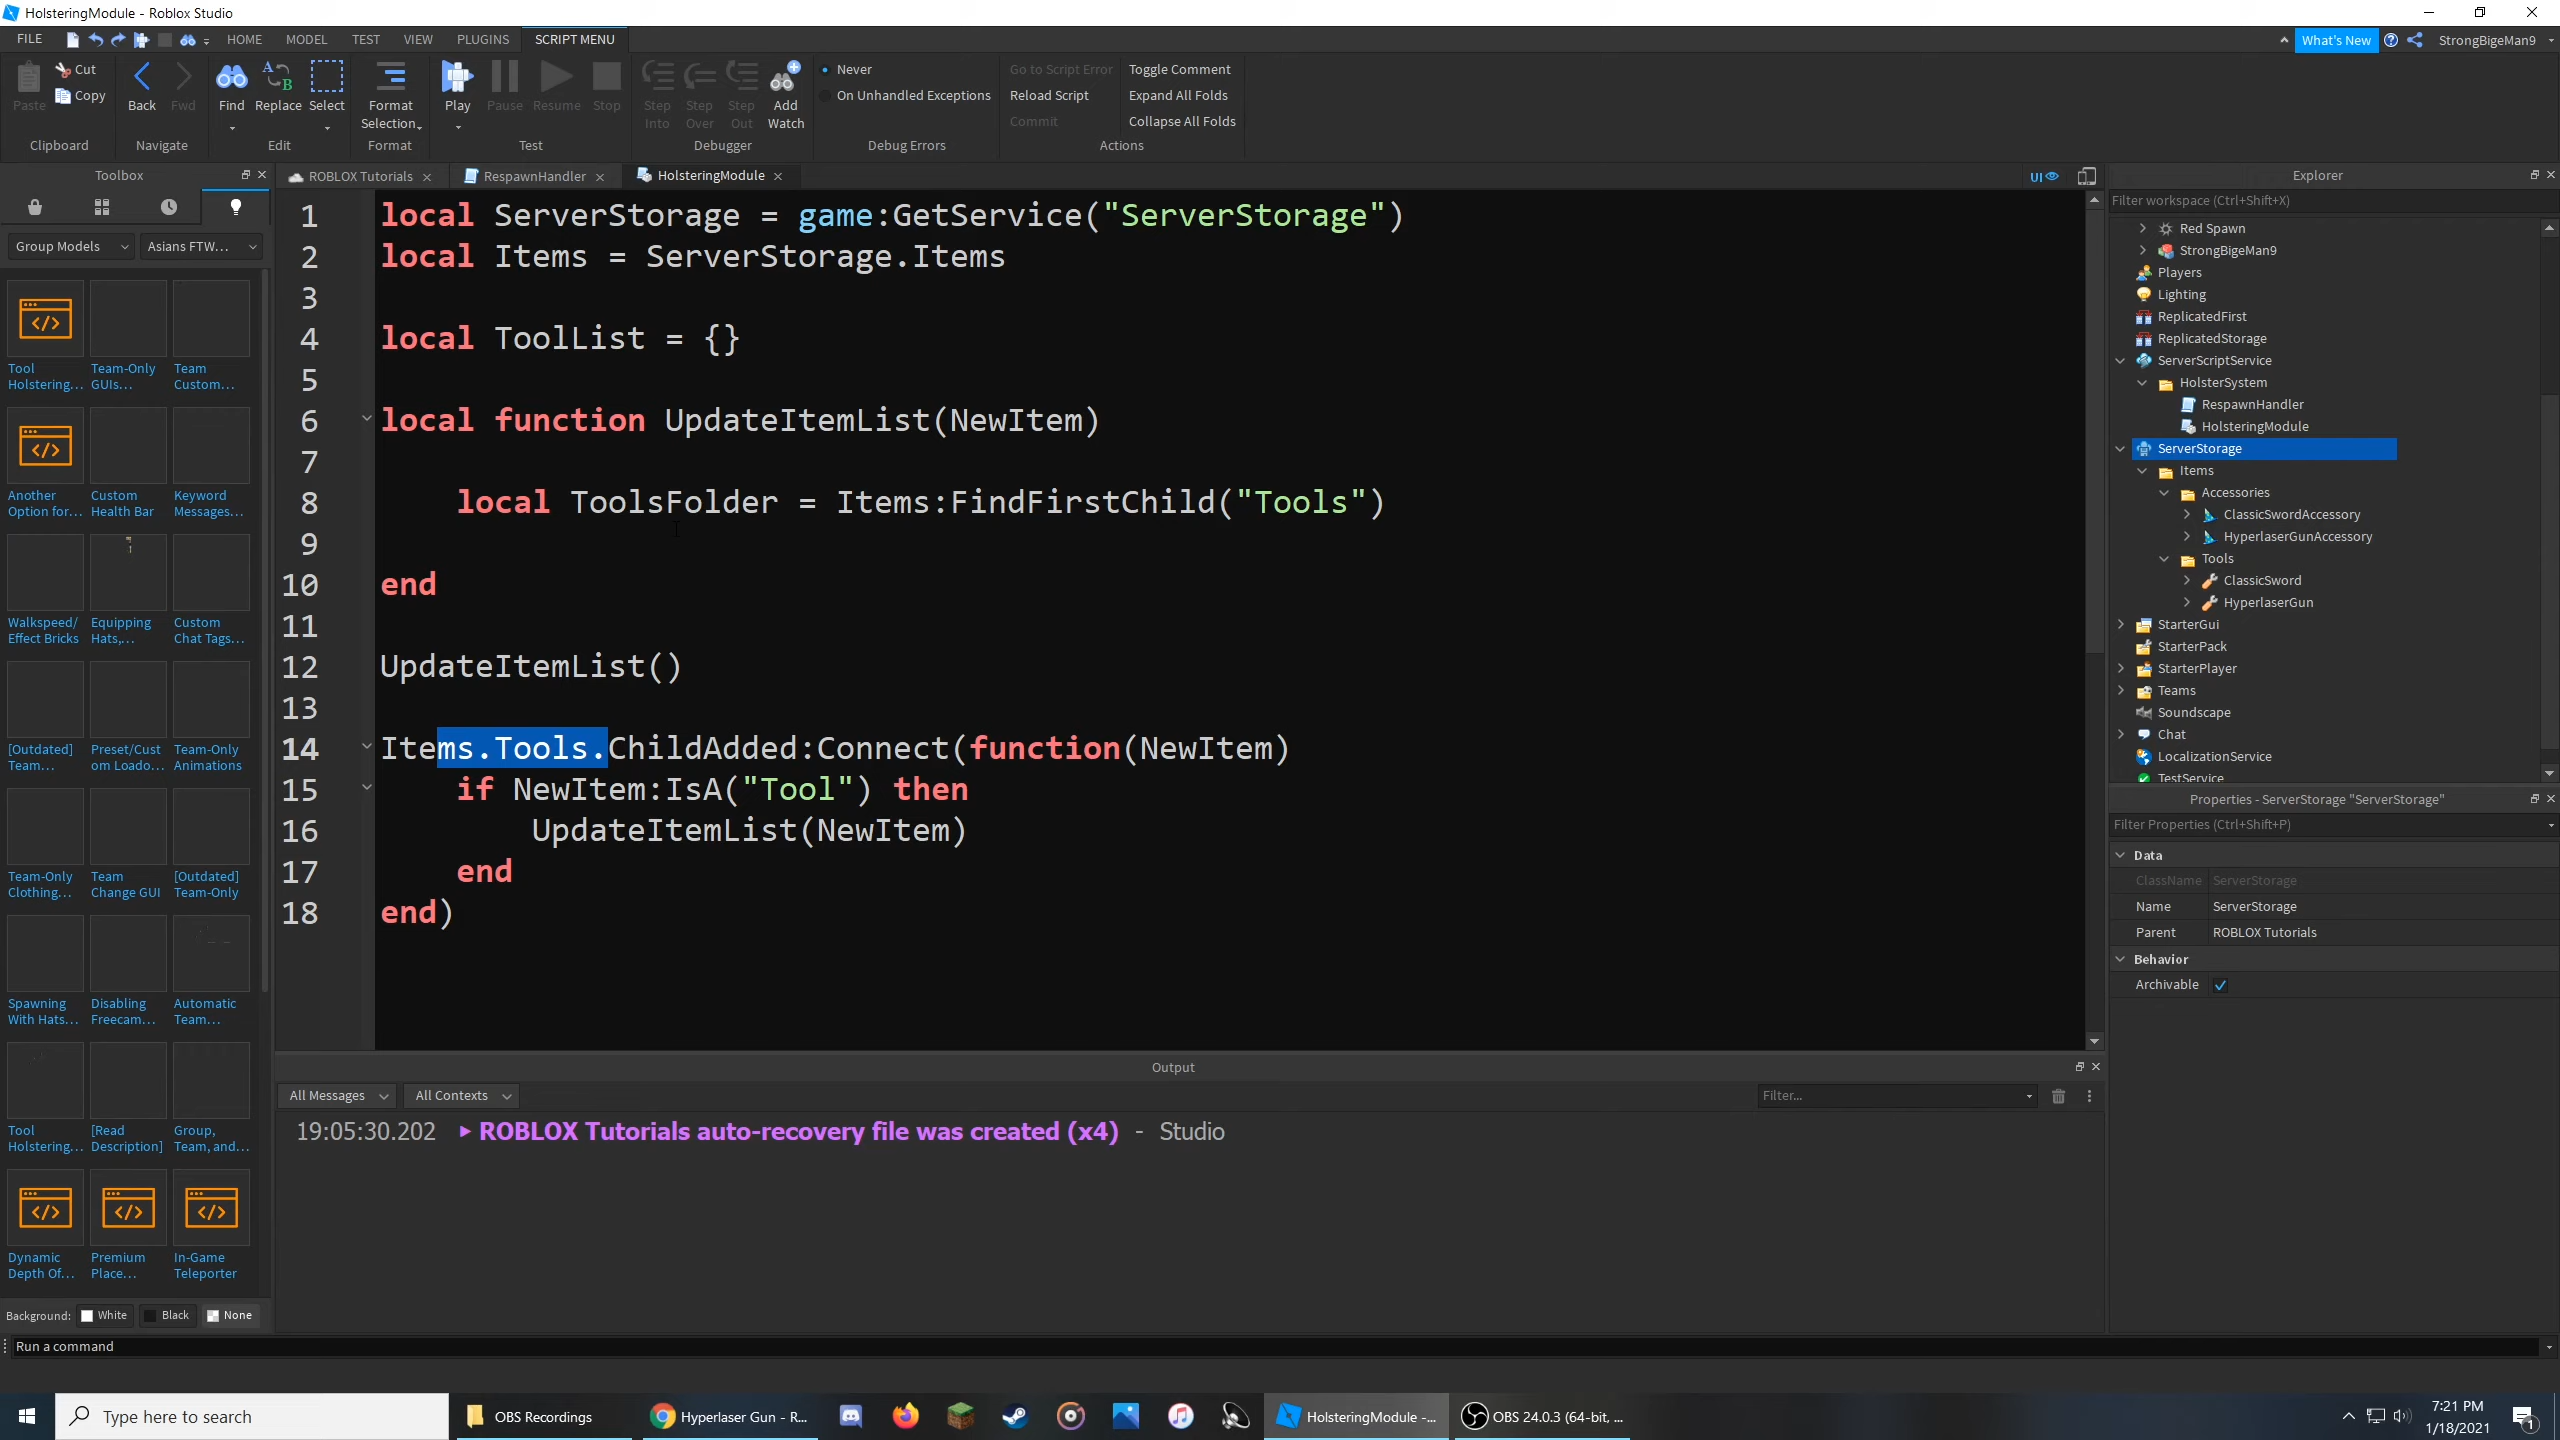 HolsteringModule - Roblox Studio
FILE HOME MODEL TEST VIEW PLUGINS SCRIPT MENU What's New StrongBigeMan9
Paste Cut Copy Clipboard
Back Fwd Navigate
Find Replace Select Edit
Format Selection Format
Play Pause Resume Stop Test
Step Into Step Over Step Out Add Watch Debugger
Never
On Unhandled Exceptions
Debug Errors
Go to Script Error Toggle Comment
Reload Script Expand All Folds
Commit Collapse All Folds
Actions
Toolbox
Group Models Asians FTW...
Tool Holstering... Team-Only GUIs... Team Custom...
Another Option for... Custom Health Bar Keyword Messages...
Walkspeed/ Effect Bricks Equipping Hats,... Custom Chat Tags...
[Outdated] Team... Preset/Cust om Loado... Team-Only Animations
Team-Only Clothing... Team Change GUI [Outdated] Team-Only
Spawning With Hats... Disabling Freecam... Automatic Team...
Tool Holstering... [Read Description] Group, Team, and...
Dynamic Depth Of... Premium Place... In-Game Teleporter
Background: White Black None
ROBLOX Tutorials RespawnHandler HolsteringModule UI
1 local ServerStorage = game:GetService("ServerStorage")
2 local Items = ServerStorage.Items
3
4 local ToolList = {}
5
6 local function UpdateItemList(NewItem)
7
8 local ToolsFolder = Items:FindFirstChild("Tools")
9
10 end
11
12 UpdateItemList()
13
14 Items.Tools.ChildAdded:Connect(function(NewItem)
15 if NewItem:IsA("Tool") then
16 UpdateItemList(NewItem)
17 end
18 end)
Output
All Messages All Contexts Filter...
19:05:30.202 ROBLOX Tutorials auto-recovery file was created (x4) - Studio
Explorer
Filter workspace (Ctrl+Shift+X)
Red Spawn
StrongBigeMan9
Players
Lighting
ReplicatedFirst
ReplicatedStorage
ServerScriptService
HolsterSystem
RespawnHandler
HolsteringModule
ServerStorage
Items
Accessories
ClassicSwordAccessory
HyperlaserGunAccessory
Tools
ClassicSword
HyperlaserGun
StarterGui
StarterPack
StarterPlayer
Teams
Soundscape
Chat
LocalizationService
TestService
Properties - ServerStorage "ServerStorage"
Filter Properties (Ctrl+Shift+P)
Data
ClassName ServerStorage
Name ServerStorage
Parent ROBLOX Tutorials
Behavior
Archivable
Run a command
Type here to search
OBS Recordings
Hyperlaser Gun - R...
HolsteringModule -...
OBS 24.0.3 (64-bit, ...
7:21 PM
1/18/2021
1